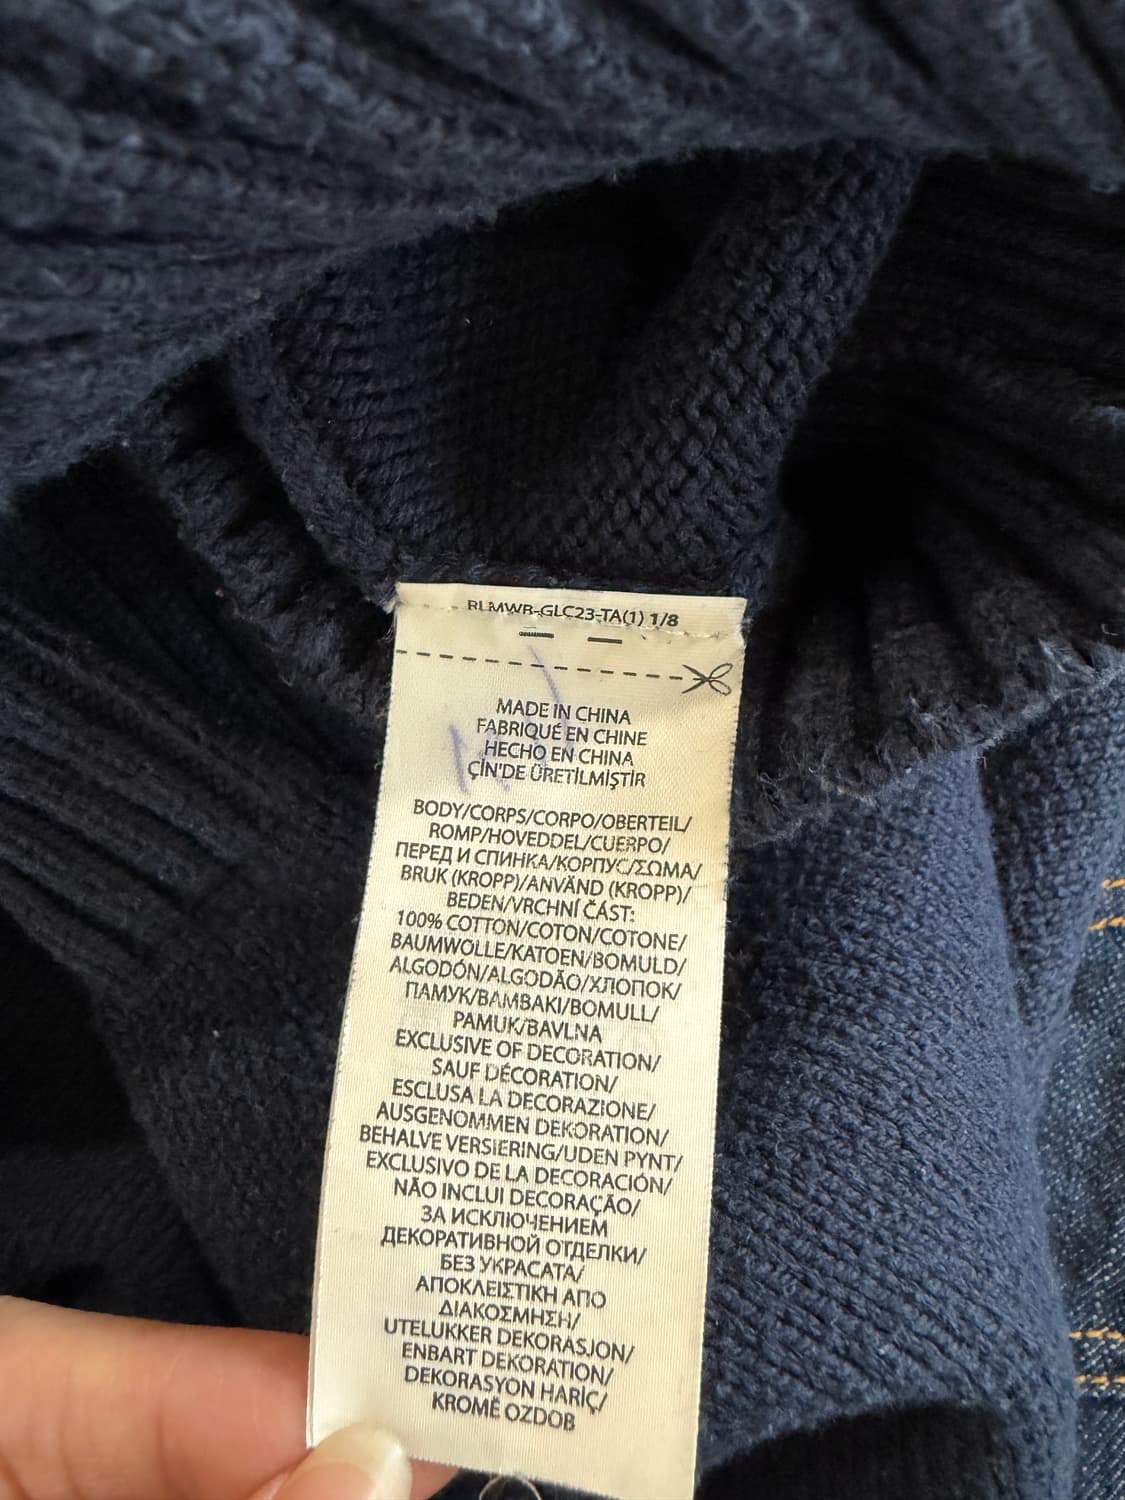 RLMWR-GLC23-TA(1) 1/8
MADE IN CHINA
FABRIQUÉ EN CHINE
HECHO EN CHINA
ÇİN'DE ÜRETİLMİŞTİR
BODY/CORPS/CORPO/OBERTEIL/
ROMP/HOVEDDEL/CUERPO/
ПЕРЕД И СПИНКА/КОРПУС/ΣΩΜΑ/
BRUK (KROPP)/ANVÄND (KROPP)/
BEDEN/VRCHNÍ ČÁST:
100% COTTON/COTON/COTONE/
BAUMWOLLE/KATOEN/BOMULD/
ALGODÓN/ALGODÃO/ХЛОПОК/
ПАМУК/ΒΑΜΒΑΚΙ/BOMULL/
PAMUK/BAVLNA
EXCLUSIVE OF DECORATION/
SAUF DÉCORATION/
ESCLUSA LA DECORAZIONE/
AUSGENOMMEN DEKORATION/
BEHALVE VERSIERING/UDEN PYNT/
EXCLUSIVO DE LA DECORACIÓN/
NÃO INCLUI DECORAÇÃO/
ЗА ИСКЛЮЧЕНИЕМ
ДЕКОРАТИВНОЙ ОТДЕЛКИ/
БЕЗ УКРАСАТА/
ΑΠΟΚΛΕΙΣΤΙΚΗ ΑΠΟ
ΔΙΑΚΟΣΜΗΣΗ/
UTELUKKER DEKORASJON/
ENBART DEKORATION/
DEKORASYON HARİÇ/
KROMĚ OZDOB